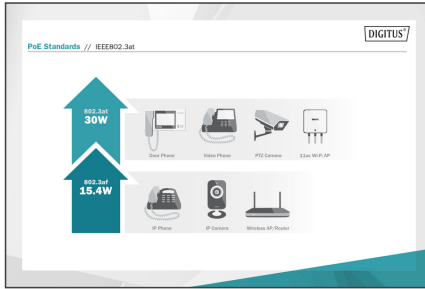 DIGITUS®
PoE Standards // IEEE802.3at
802.3at
30W
Door Phone Video Phone PTZ Camera 11ac Wi-Fi AP
802.3af
15.4W
IP Phone IP Camera Wireless AP/Router